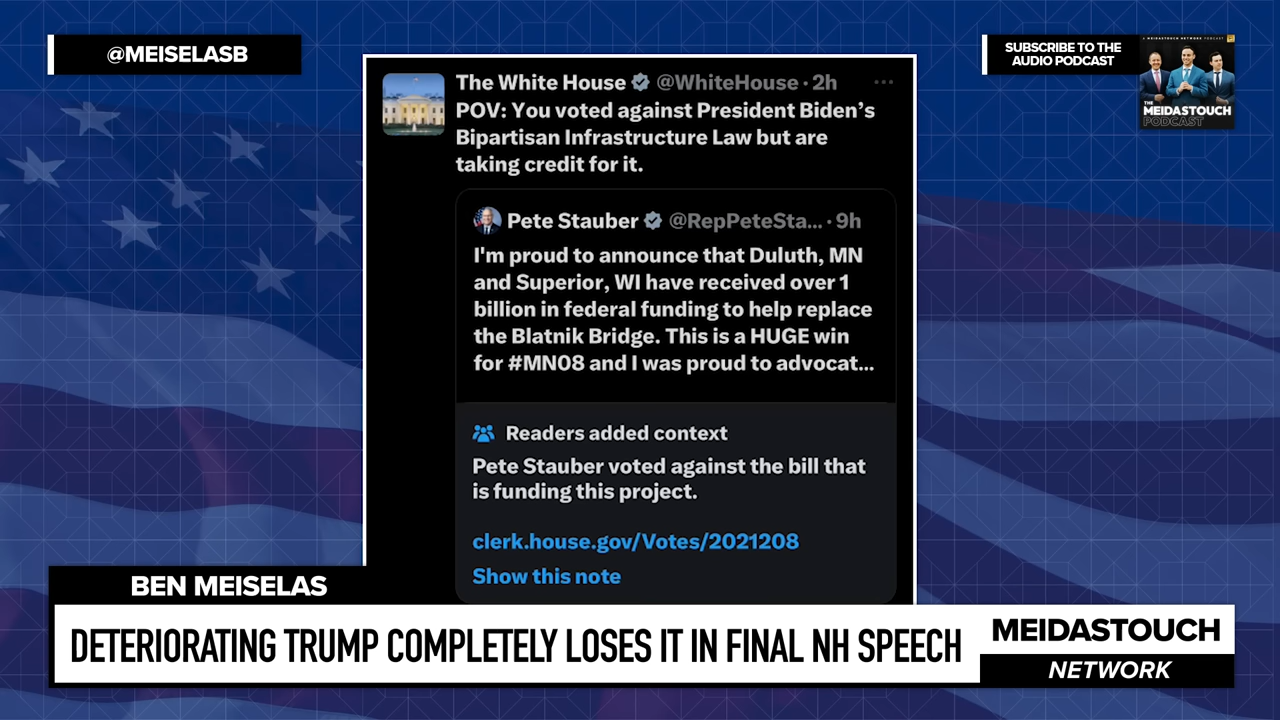 @MEISELASB
SUBSCRIBE TO THE
AUDIO PODCAST
A MEIDASTOUCH NETWORK PODCAST
THE
MEIDASTOUCH
PODCAST
The White House @WhiteHouse · 2h
POV: You voted against President Biden’s
Bipartisan Infrastructure Law but are
taking credit for it.
Pete Stauber @RepPeteSta... · 9h
I'm proud to announce that Duluth, MN
and Superior, WI have received over 1
billion in federal funding to help replace
the Blatnik Bridge. This is a HUGE win
for #MN08 and I was proud to advocat...
Readers added context
Pete Stauber voted against the bill that
is funding this project.
clerk.house.gov/Votes/2021208
Show this note
BEN MEISELAS
DETERIORATING TRUMP COMPLETELY LOSES IT IN FINAL NH SPEECH
MEIDASTOUCH
NETWORK